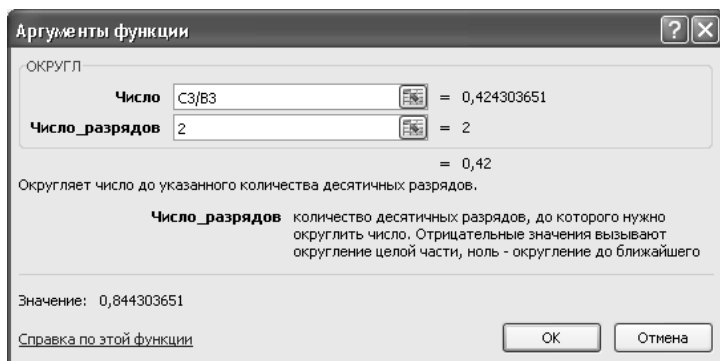 Аргументы функции
ОКРУГЛ
Число C3/B3 = 0,424303651
Число_разрядов 2 = 2
= 0,42
Округляет число до указанного количества десятичных разрядов.
Число_разрядов количество десятичных разрядов, до которого нужно
округлить число. Отрицательные значения вызывают
округление целой части, ноль - округление до ближайшего
Значение: 0,844303651
Справка по этой функции
ОК Отмена